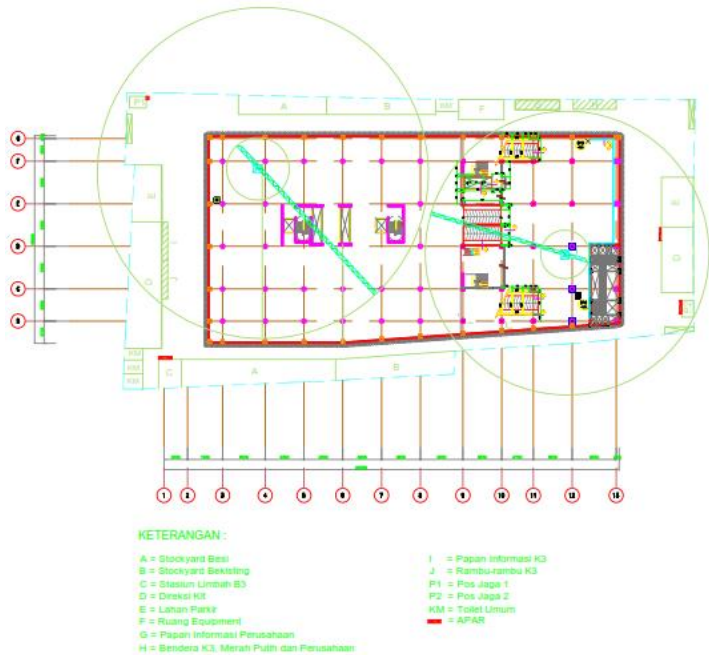 P1
A
B
KM
F
G
F
E
E
D
C
B
E
D
I
J
E
D
KM
KM
KM
C
A
B
1
2
3
4
5
6
7
8
9
10
11
12
13
KETERANGAN :
A = Stockyard Besi
B = Stockyard Bekisting
C = Stasiun Limbah B3
D = Direksi Kit
E = Lahan Parkir
F = Ruang Equipment
G = Papan Informasi Perusahaan
H = Bendera K3, Merah Putih dan Perusahaan
I = Papan Informasi K3
J = Rambu-rambu K3
P1 = Pos Jaga 1
P2 = Pos Jaga 2
KM = Toilet Umum
= APAR